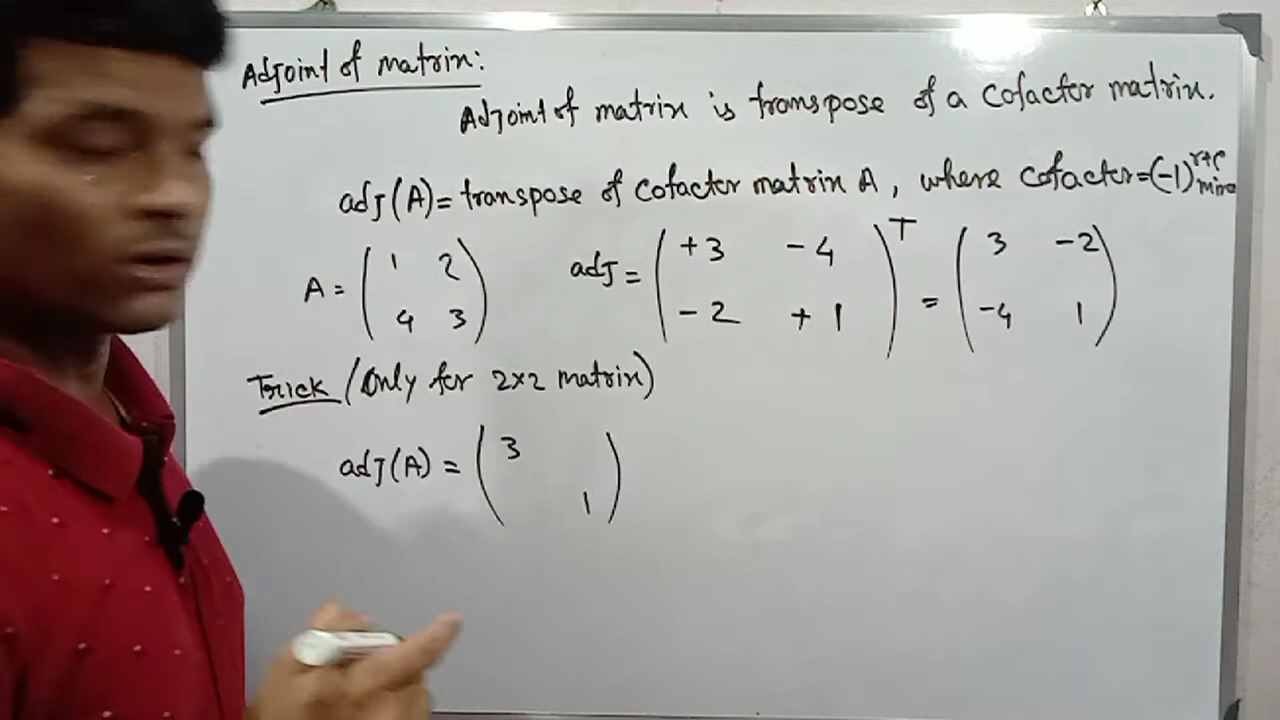 Adjoint of matrix:
Adjoint of matrix is transpose of a cofactor matrix.
adj(A) = transpose of cofactor matrix A, where cofactor = (-1)^{r+c} mino
A = ( 1 2 ; 4 3 ) adj = ( +3 -4 ; -2 +1 )^T = ( 3 -2 ; -4 1 )
Trick (Only for 2×2 matrix)
adj(A) = ( 3 ; 1 )